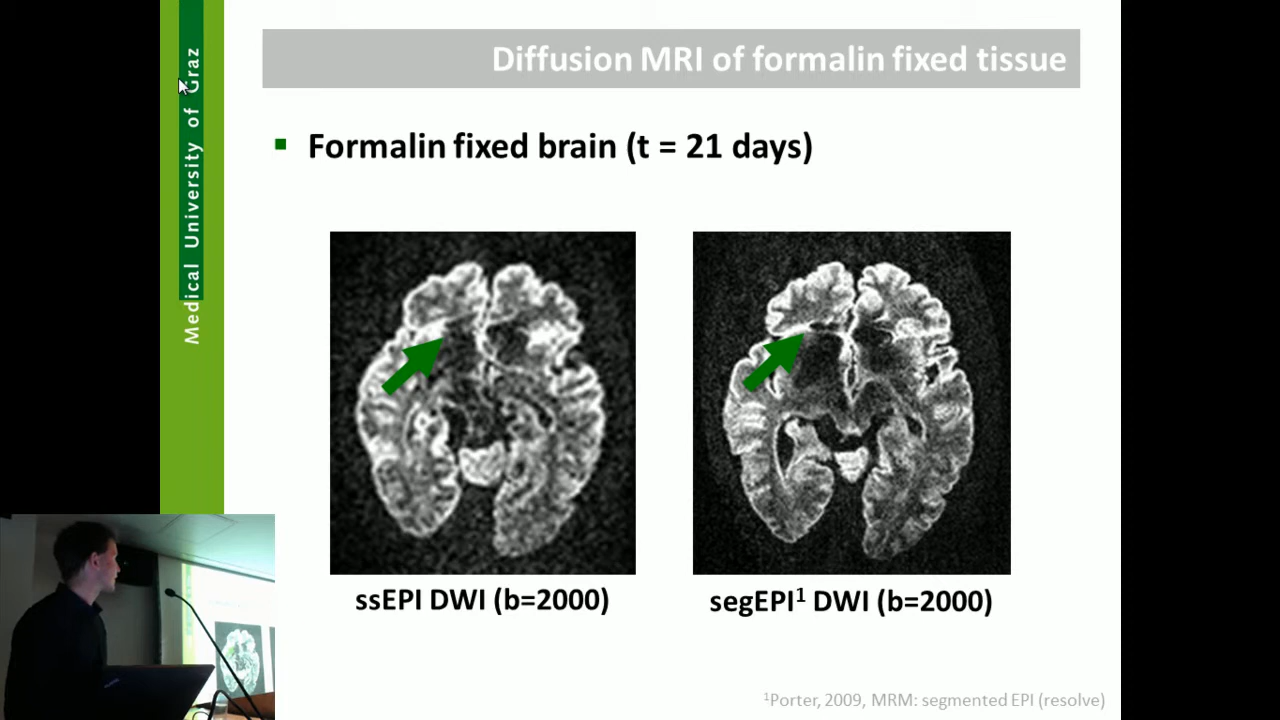 Medical University of Graz
Diffusion MRI of formalin fixed tissue
▪ Formalin fixed brain (t = 21 days)
ssEPI DWI (b=2000)
segEPI¹ DWI (b=2000)
¹Porter, 2009, MRM: segmented EPI (resolve)